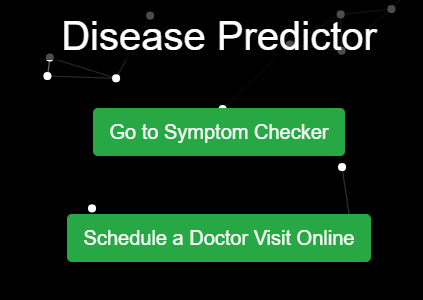 Disease Predictor
Go to Symptom Checker
Schedule a Doctor Visit Online